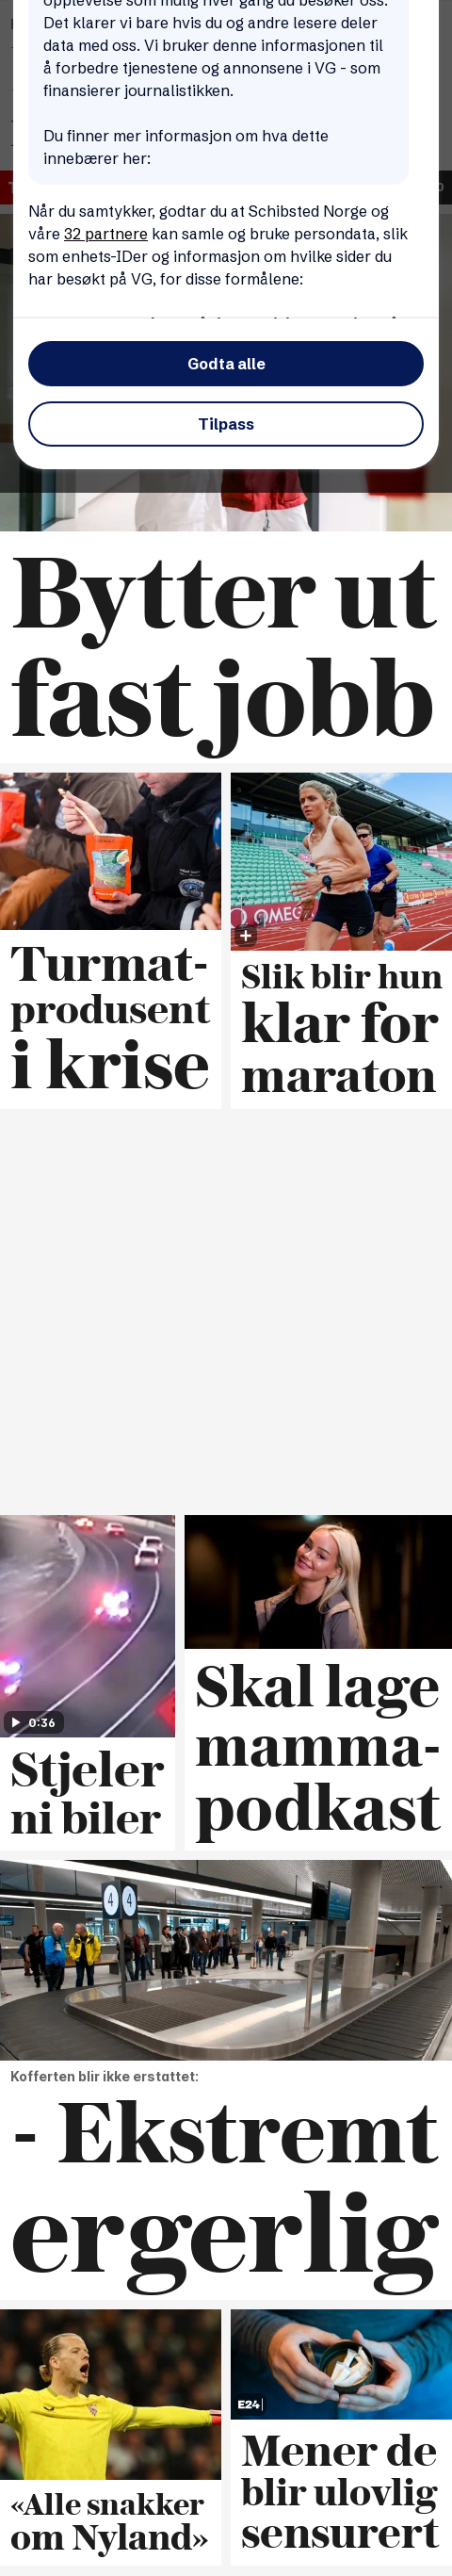 opplevelse som mulig hver gang du besøker oss.
Det klarer vi bare hvis du og andre lesere deler
data med oss. Vi bruker denne informasjonen til
å forbedre tjenestene og annonsene i VG - som
finansierer journalistikken.
Du finner mer informasjon om hva dette
innebærer her:
Når du samtykker, godtar du at Schibsted Norge og
våre 32 partnere kan samle og bruke persondata, slik
som enhets-IDer og informasjon om hvilke sider du
har besøkt på VG, for disse formålene:
Godta alle
Tilpass
Bytter ut
fast jobb
OMEGA
Turmat-
produsent
i krise
Slik blir hun
klar for
maraton
0:36
Stjeler
ni biler
Skal lage
mamma-
podkast
4 4
Kofferten blir ikke erstattet:
- Ekstremt
ergerlig
E24
«Alle snakker
om Nyland»
Mener de
blir ulovlig
sensurert